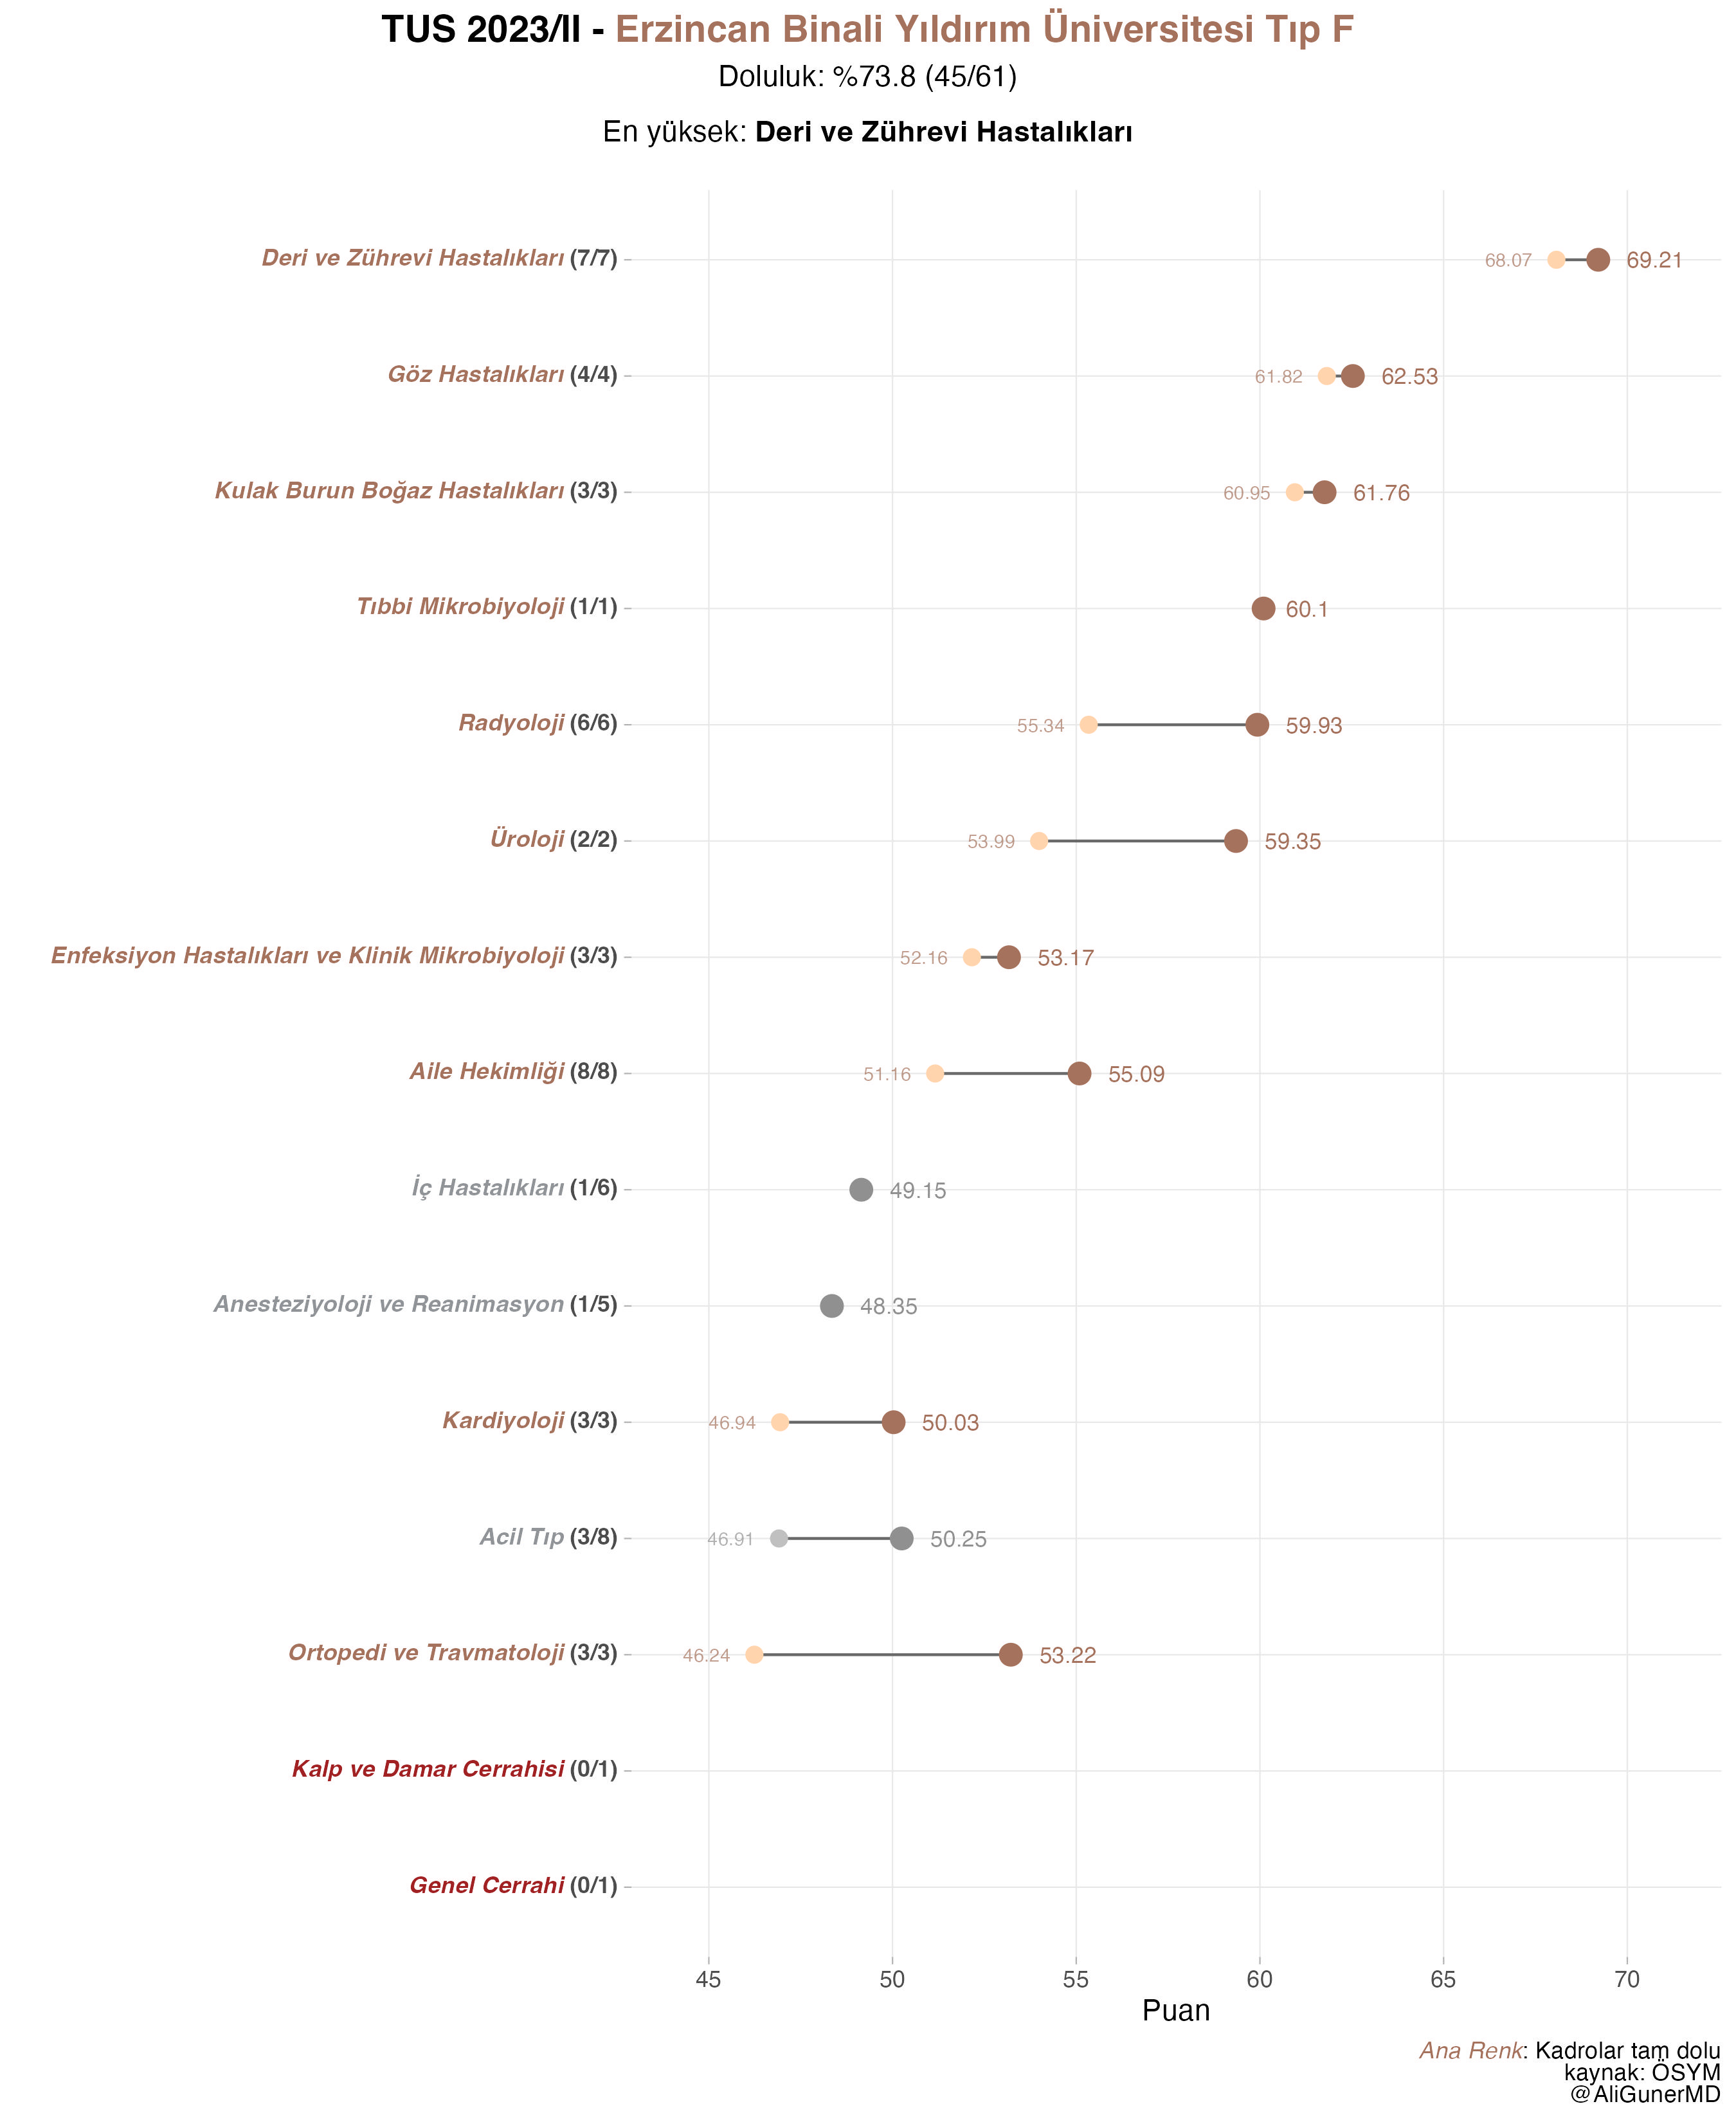 TUS 2023/II - Erzincan Binali Yıldırım Üniversitesi Tıp F
Doluluk: %73.8 (45/61)
En yüksek: Deri ve Zührevi Hastalıkları
Deri ve Zührevi Hastalıkları (7/7) 68.07 69.21
Göz Hastalıkları (4/4) 61.82 62.53
Kulak Burun Boğaz Hastalıkları (3/3) 60.95 61.76
Tıbbi Mikrobiyoloji (1/1) 60.1
Radyoloji (6/6) 55.34 59.93
Üroloji (2/2) 53.99 59.35
Enfeksiyon Hastalıkları ve Klinik Mikrobiyoloji (3/3) 52.16 53.17
Aile Hekimliği (8/8) 51.16 55.09
İç Hastalıkları (1/6) 49.15
Anesteziyoloji ve Reanimasyon (1/5) 48.35
Kardiyoloji (3/3) 46.94 50.03
Acil Tıp (3/8) 46.91 50.25
Ortopedi ve Travmatoloji (3/3) 46.24 53.22
Kalp ve Damar Cerrahisi (0/1)
Genel Cerrahi (0/1)
45 50 55 60 65 70
Puan
Ana Renk: Kadrolar tam dolu
kaynak: ÖSYM
@AliGunerMD